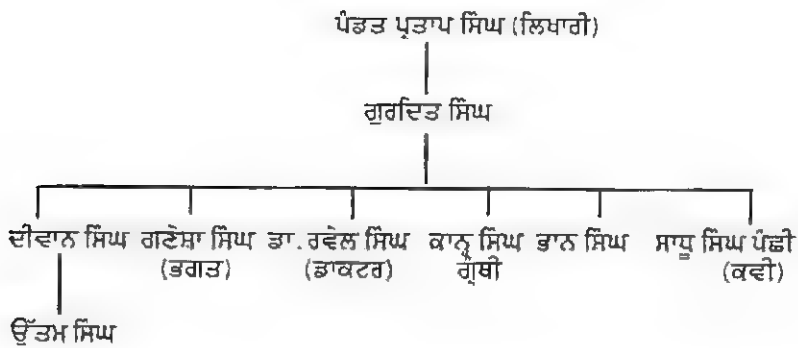 ਪੰਡਤ ਪ੍ਰਤਾਪ ਸਿੰਘ (ਲਿਖਾਰੀ)
ਗੁਰਦਿਤ ਸਿੰਘ
ਦੀਵਾਨ ਸਿੰਘ ਗਣੇਸ਼ਾ ਸਿੰਘ ਡਾ. ਰਵੇਲ ਸਿੰਘ ਕਾਨ੍ਹ ਸਿੰਘ ਭਾਨ ਸਿੰਘ ਸਾਧੂ ਸਿੰਘ ਪੰਛੀ
(ਭਗਤ) (ਡਾਕਟਰ) ਗ੍ਰੰਥੀ (ਕਵੀ)
ਉੱਤਮ ਸਿੰਘ